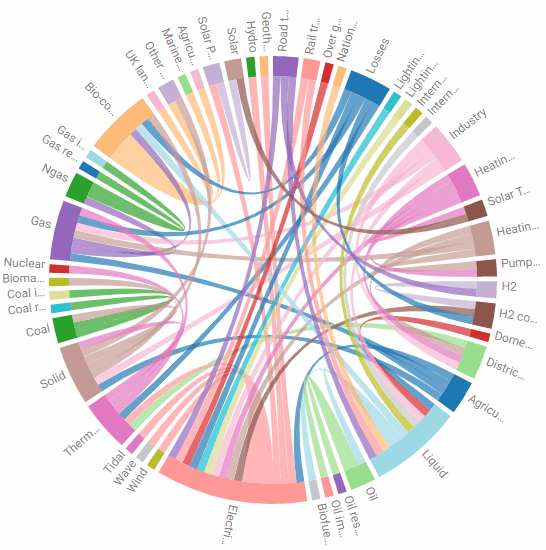 Road t...
Rail tr...
Over g...
Nation...
Losses
Lightin...
Lightin...
Intern...
Intern...
Industry
Heatin...
Solar T...
Heatin...
Pump...
H2
H2 co...
Dome...
Distric...
Agricu...
Liquid
Oil
Oil res...
Oil im...
Biofue...
Electri...
Wind
Wave
Tidal
Therm...
Solid
Coal
Coal r...
Coal i...
Bioma...
Nuclear
Gas
Ngas
Gas re...
Gas i...
Bio-co...
UK lan...
Other ...
Marine...
Agricu...
Solar P...
Solar
Hydro
Geoth...